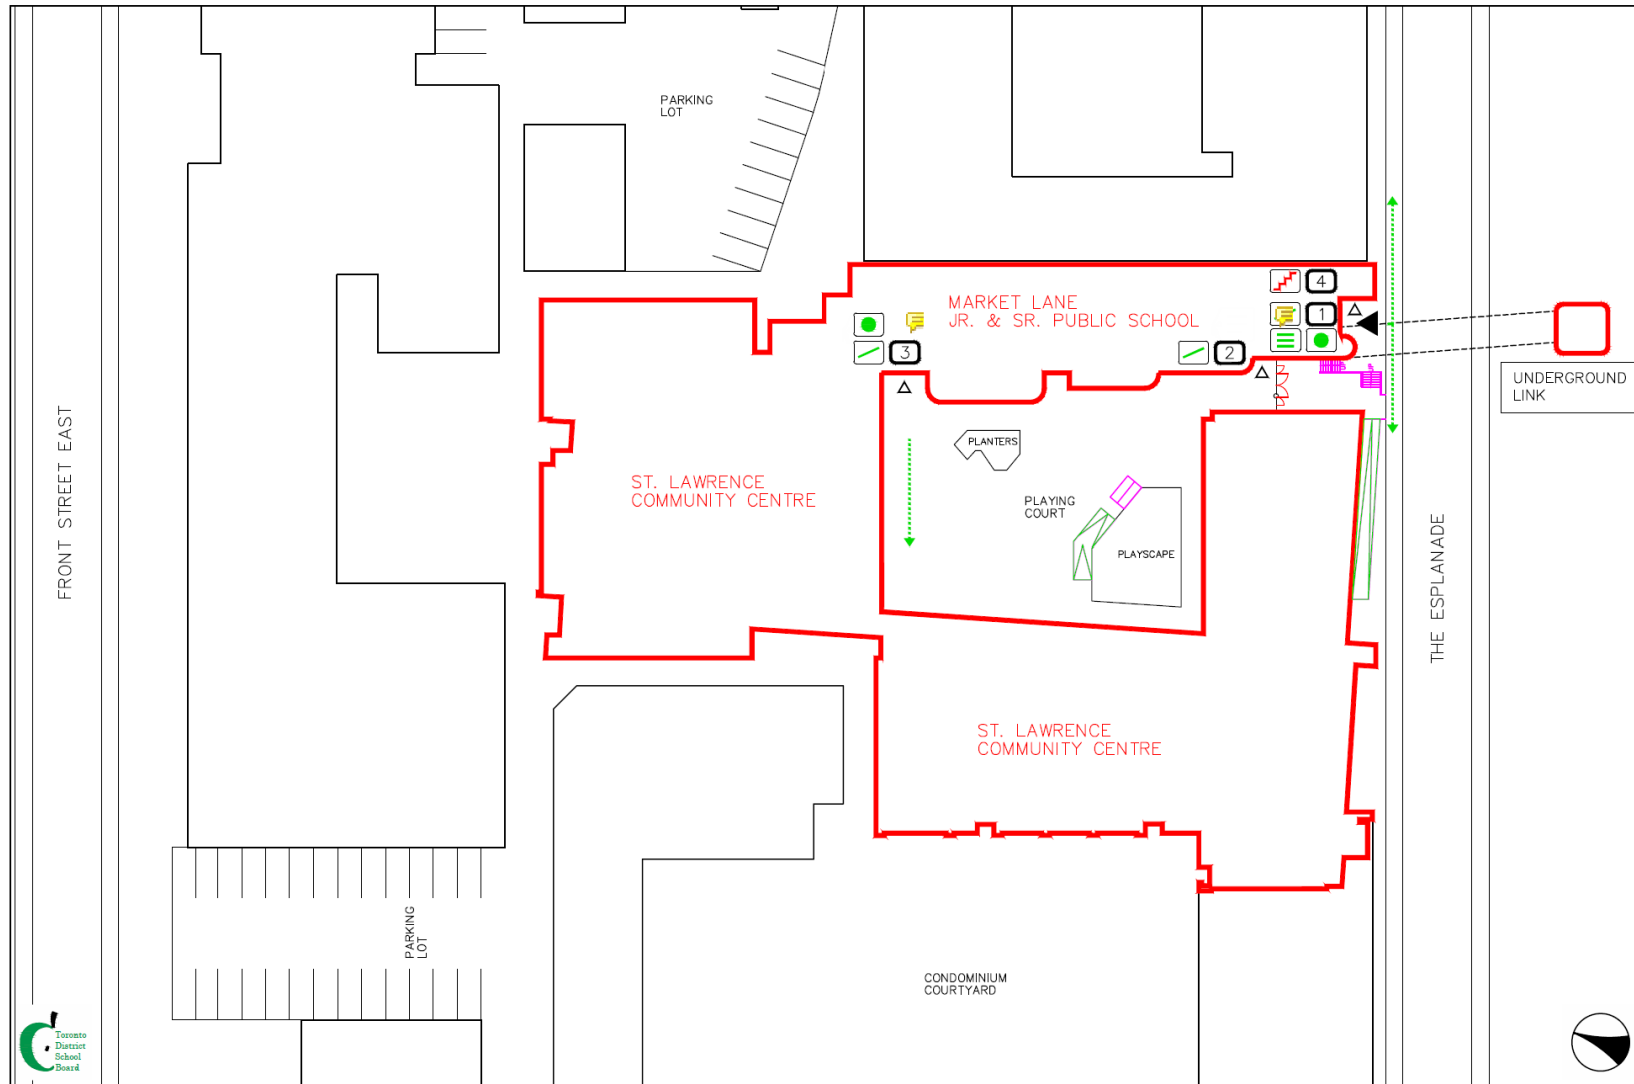 PARKING
LOT
4
MARKET LANE
JR. & SR. PUBLIC SCHOOL
1
3
2
UNDERGROUND
LINK
FRONT STREET EAST
PLANTERS
ST. LAWRENCE
COMMUNITY CENTRE
PLAYING
COURT
PLAYSCAPE
THE ESPLANADE
ST. LAWRENCE
COMMUNITY CENTRE
PARKING
LOT
CONDOMINIUM
COURTYARD
Toronto
District
School
Board